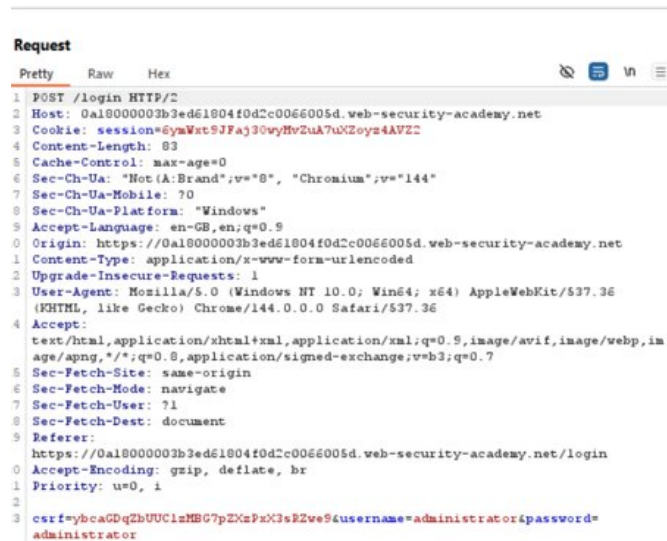 Request
Pretty Raw Hex \n
1 POST /login HTTP/2
2 Host: 0a18000003b3ed61804f0d2c0066005d.web-security-academy.net
3 Cookie: session=6ymWxt9JFaj30wyMvZuA7uXZoyz4AVZ2
4 Content-Length: 83
5 Cache-Control: max-age=0
6 Sec-Ch-Ua: "Not(A:Brand";v="8", "Chromium";v="144"
7 Sec-Ch-Ua-Mobile: ?0
8 Sec-Ch-Ua-Platform: "Windows"
9 Accept-Language: en-GB,en;q=0.9
0 Origin: https://0a18000003b3ed61804f0d2c0066005d.web-security-academy.net
1 Content-Type: application/x-www-form-urlencoded
2 Upgrade-Insecure-Requests: 1
3 User-Agent: Mozilla/5.0 (Windows NT 10.0; Win64; x64) AppleWebKit/537.36
(KHTML, like Gecko) Chrome/144.0.0.0 Safari/537.36
4 Accept:
text/html,application/xhtml+xml,application/xml;q=0.9,image/avif,image/webp,im
age/apng,*/*;q=0.8,application/signed-exchange;v=b3;q=0.7
5 Sec-Fetch-Site: same-origin
6 Sec-Fetch-Mode: navigate
7 Sec-Fetch-User: ?1
8 Sec-Fetch-Dest: document
9 Referer:
https://0a18000003b3ed61804f0d2c0066005d.web-security-academy.net/login
0 Accept-Encoding: gzip, deflate, br
1 Priority: u=0, i
2
3 csrf=ybcaGDqZbUUClzMBG7pZXzPxX3sRZwe9&username=administrator&password=
administrator